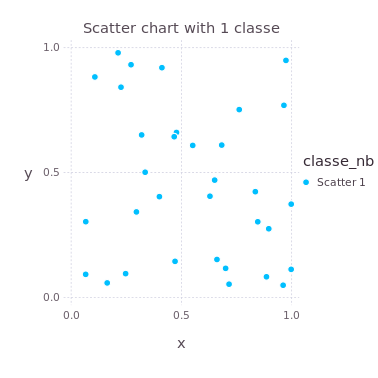 Scatter chart with 1 classe
1.0
0.5
0.0
y
0.0 0.5 1.0
x
classe_nb
Scatter 1